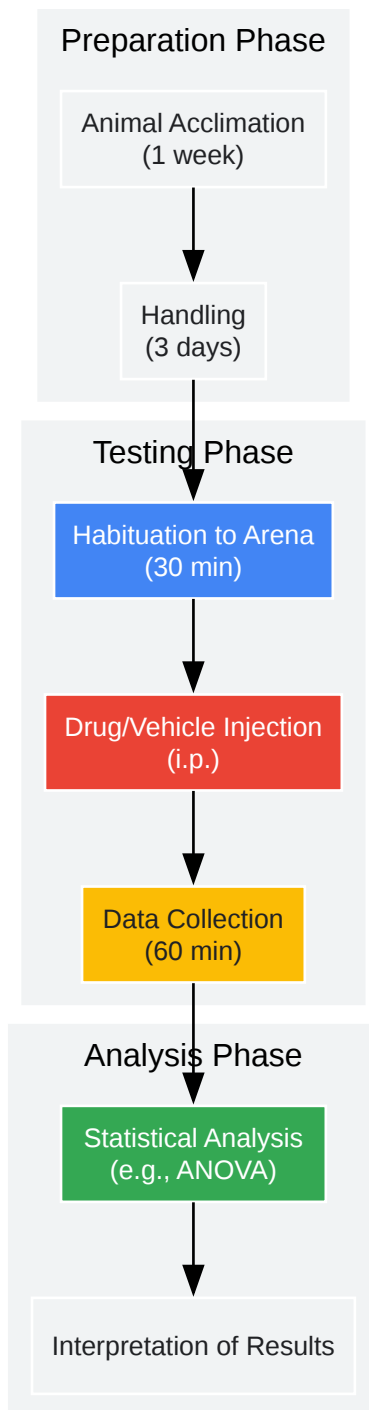 Preparation Phase
Animal Acclimation
(1 week)
Handling
(3 days)
Testing Phase
Habituation to Arena
(30 min)
Drug/Vehicle Injection
(i.p.)
Data Collection
(60 min)
Analysis Phase
Statistical Analysis
(e.g., ANOVA)
Interpretation of Results